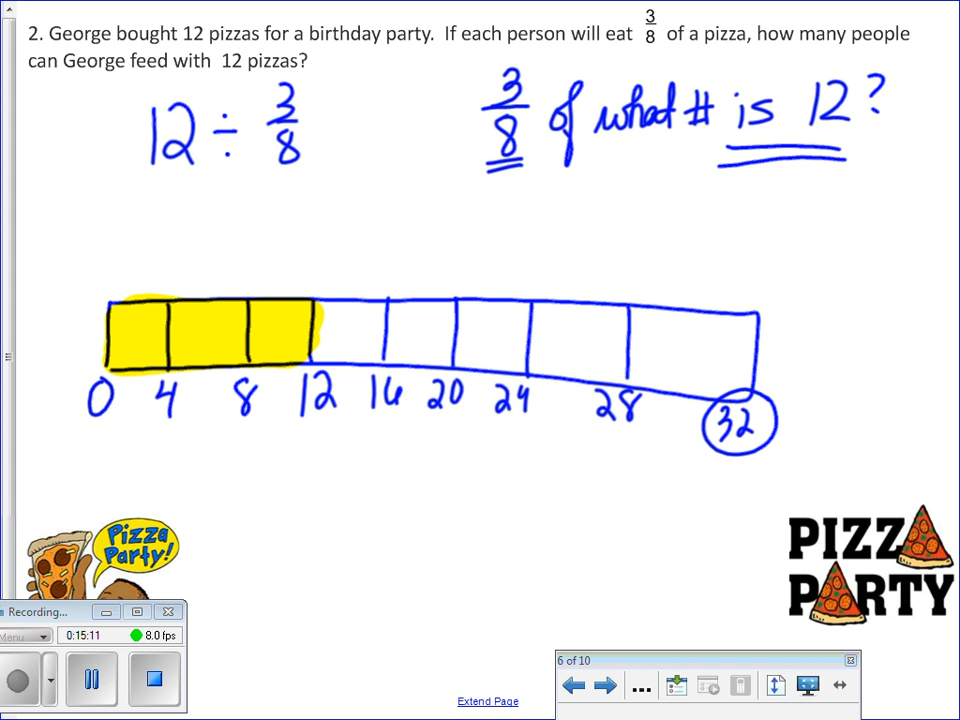 2. George bought 12 pizzas for a birthday party. If each person will eat 3/8 of a pizza, how many people
can George feed with 12 pizzas?
12 ÷ 3/8
3/8 of what # is 12?
0 4 8 12 16 20 24 28 32
Pizza
Party!
PIZZA
PARTY
Recording...
Menu
0:15:11
8.0 fps
6 of 10
...
Extend Page